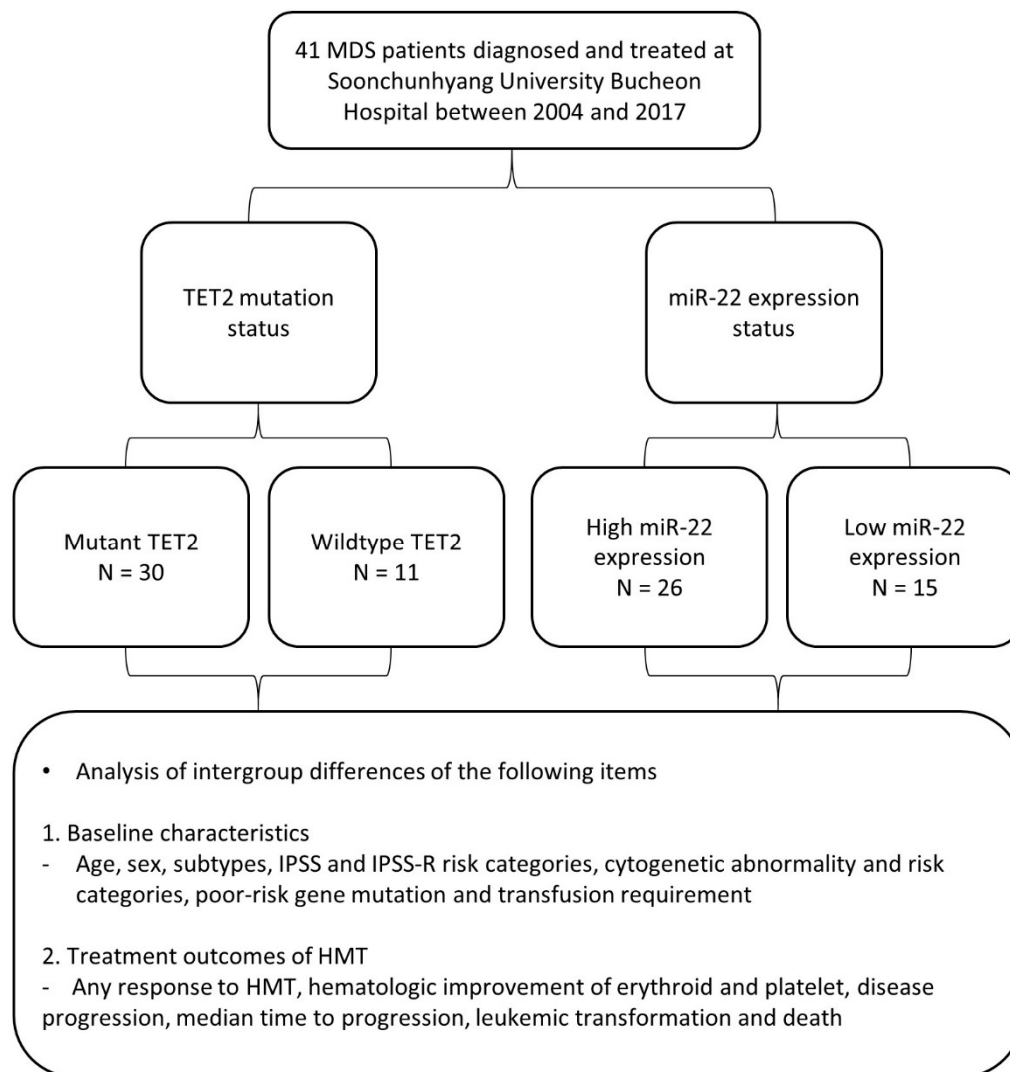 41 MDS patients diagnosed and treated at
Soonchunhyang University Bucheon
Hospital between 2004 and 2017
TET2 mutation
status
miR-22 expression
status
Mutant TET2
N = 30
Wildtype TET2
N = 11
High miR-22
expression
N = 26
Low miR-22
expression
N = 15
• Analysis of intergroup differences of the following items
1. Baseline characteristics
- Age, sex, subtypes, IPSS and IPSS-R risk categories, cytogenetic abnormality and risk
categories, poor-risk gene mutation and transfusion requirement
2. Treatment outcomes of HMT
- Any response to HMT, hematologic improvement of erythroid and platelet, disease
progression, median time to progression, leukemic transformation and death